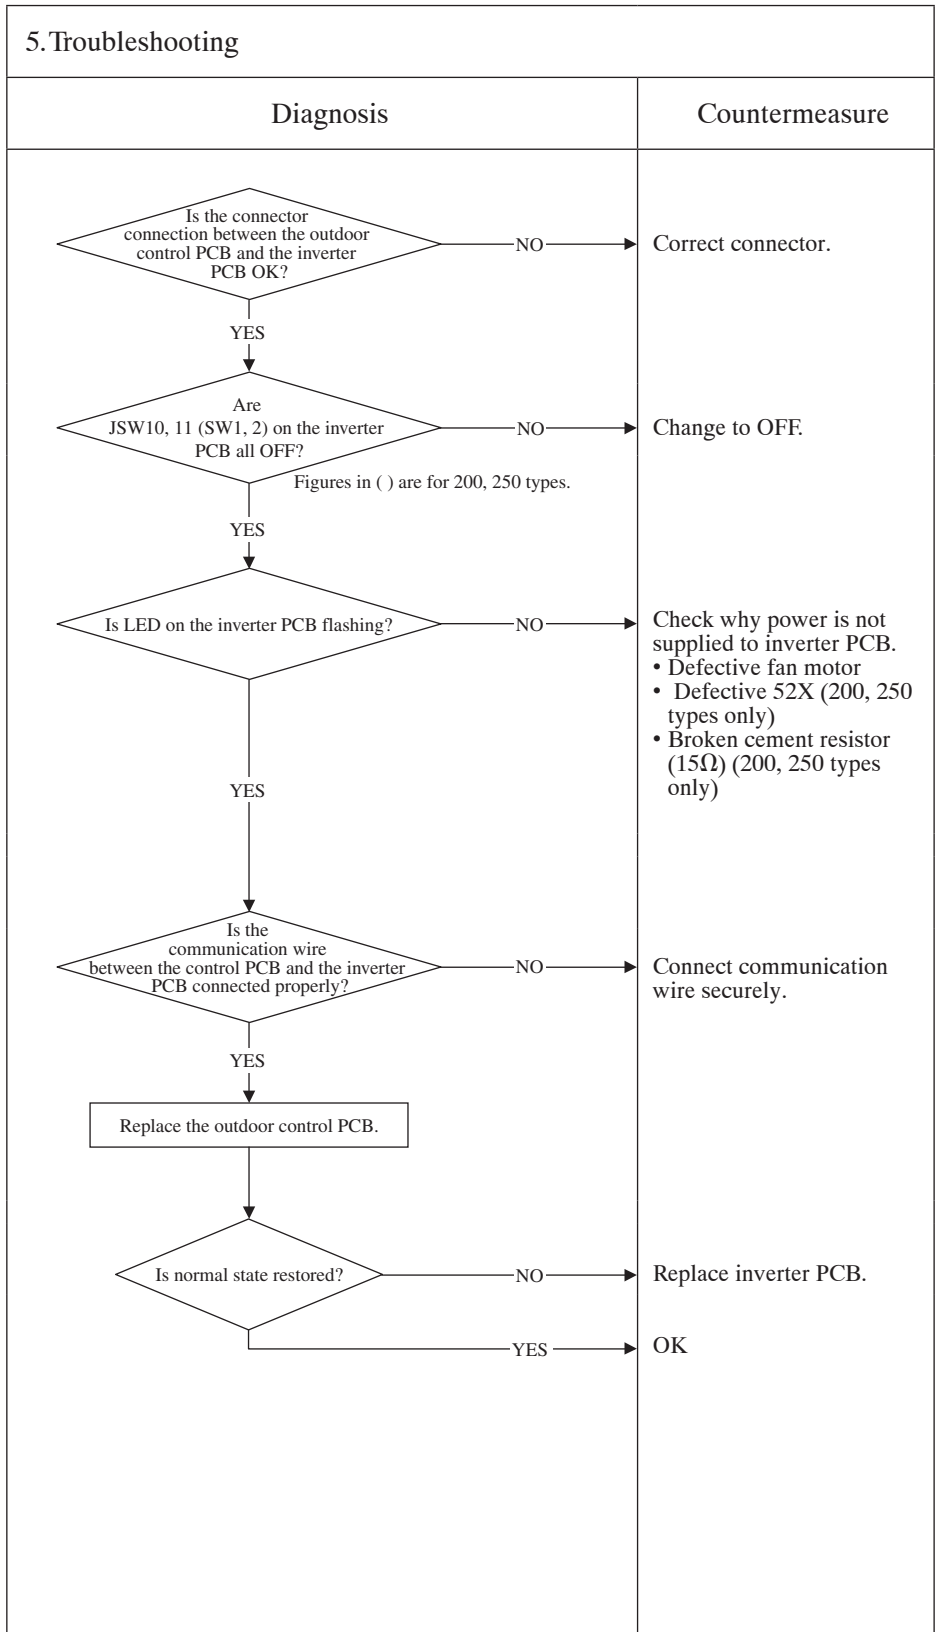 5.Troubleshooting
Diagnosis
Countermeasure
Is the connector
connection between the outdoor
control PCB and the inverter
PCB OK?
NO
Correct connector.
YES
Are
JSW10, 11 (SW1, 2) on the inverter
PCB all OFF?
NO
Change to OFF.
Figures in ( ) are for 200, 250 types.
YES
Is LED on the inverter PCB flashing?
NO
Check why power is not
supplied to inverter PCB.
• Defective fan motor
• Defective 52X (200, 250
types only)
• Broken cement resistor
(15Ω) (200, 250 types
only)
YES
Is the
communication wire
between the control PCB and the inverter
PCB connected properly?
NO
Connect communication
wire securely.
YES
Replace the outdoor control PCB.
Is normal state restored?
NO
Replace inverter PCB.
YES
OK